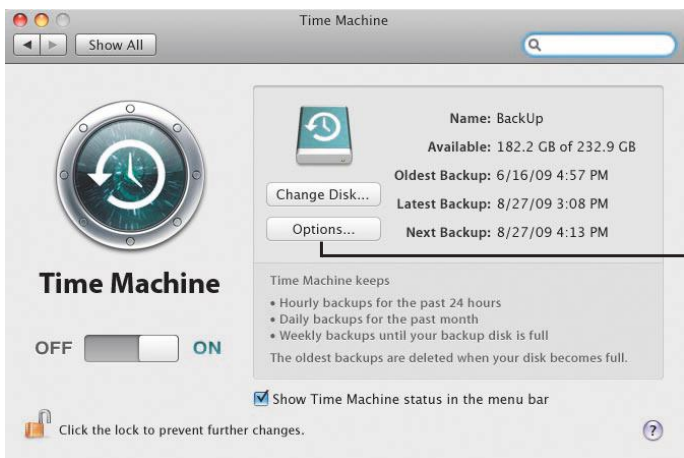 Time Machine
Show All
Name: BackUp
Available: 182.2 GB of 232.9 GB
Oldest Backup: 6/16/09 4:57 PM
Change Disk...
Latest Backup: 8/27/09 3:08 PM
Options...
Next Backup: 8/27/09 4:13 PM
Time Machine
Time Machine keeps
• Hourly backups for the past 24 hours
• Daily backups for the past month
• Weekly backups until your backup disk is full
The oldest backups are deleted when your disk becomes full.
OFF ON
Show Time Machine status in the menu bar
Click the lock to prevent further changes.
?